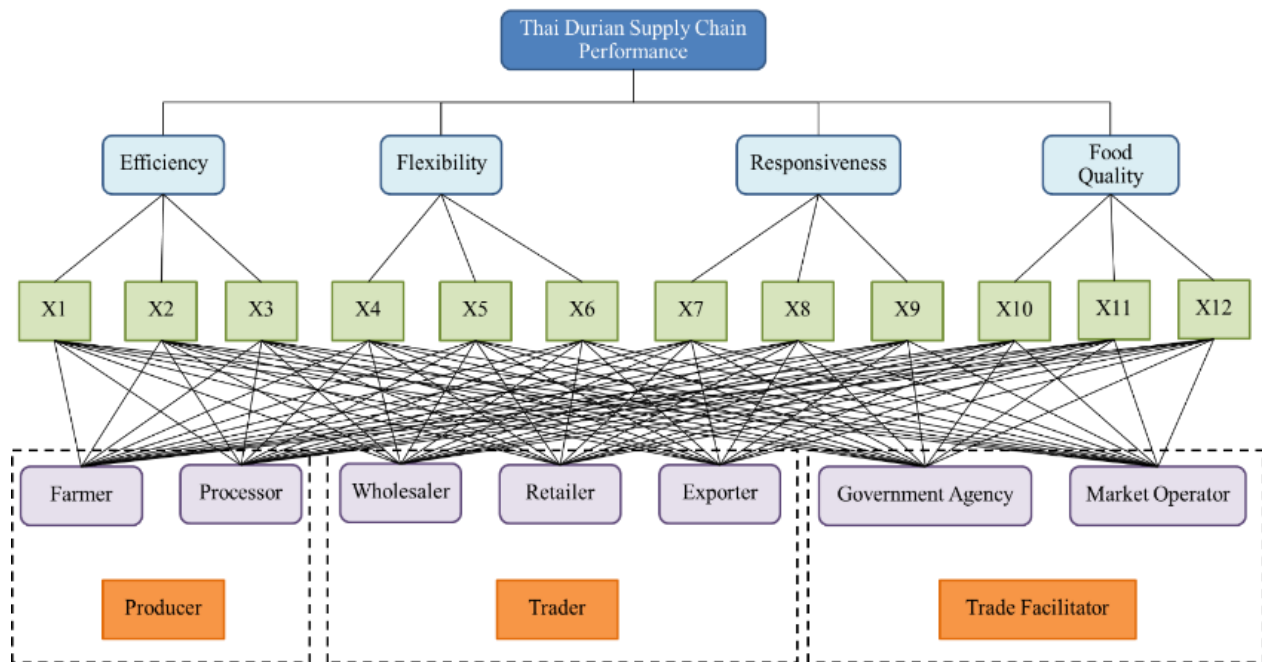 Thai Durian Supply Chain
Performance
Efficiency
Flexibility
Responsiveness
Food
Quality
X1
X2
X3
X4
X5
X6
X7
X8
X9
X10
X11
X12
Farmer
Processor
Wholesaler
Retailer
Exporter
Government Agency
Market Operator
Producer
Trader
Trade Facilitator